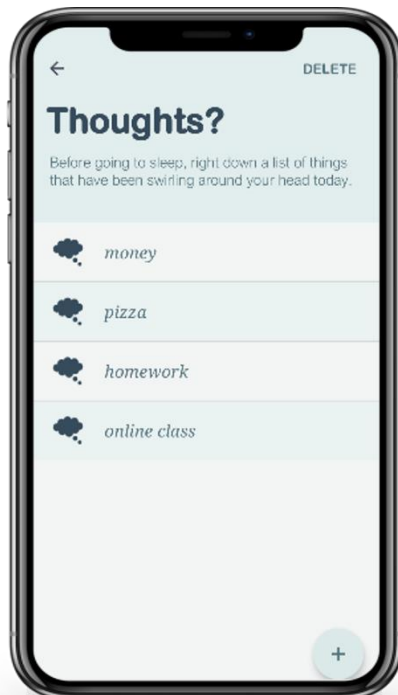 DELETE
Thoughts?
Before going to sleep, right down a list of things
that have been swirling around your head today.
money
pizza
homework
online class
+